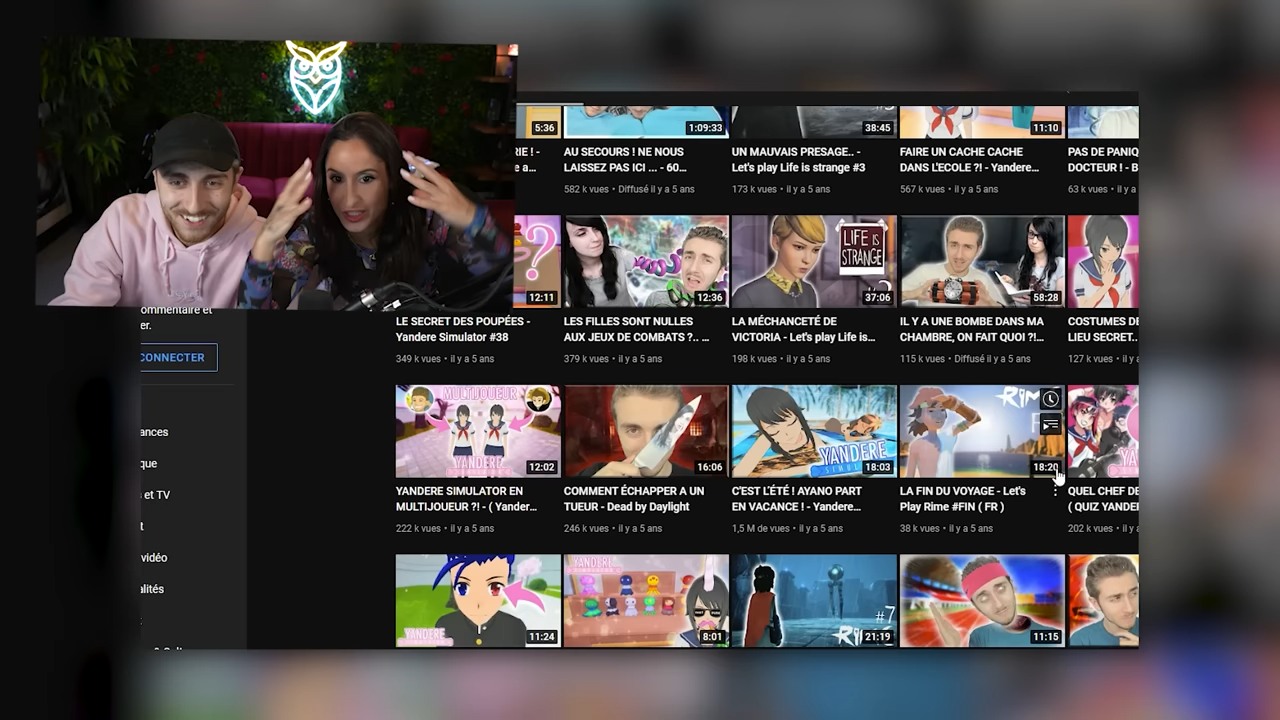 5:36
1:09:33
38:45
11:10
RIE ! -
e a...
AU SECOURS ! NE NOUS
LAISSEZ PAS ICI ... - 60...
582 k vues • Diffusé il y a 5 ans
UN MAUVAIS PRESAGE.. -
Let's play Life is strange #3
173 k vues • il y a 5 ans
FAIRE UN CACHE CACHE
DANS L'ECOLE ?! - Yandere...
567 k vues • il y a 5 ans
PAS DE PANIQ
DOCTEUR ! - B
63 k vues • il y a
?
12:11
12:36
LIFE IS
STRANGE
37:06
58:28
ommentaire et
er.
CONNECTER
LE SECRET DES POUPÉES -
Yandere Simulator #38
349 k vues • il y a 5 ans
LES FILLES SONT NULLES
AUX JEUX DE COMBATS ?.. ...
379 k vues • il y a 5 ans
LA MÉCHANCETÉ DE
VICTORIA - Let's play Life is...
198 k vues • il y a 5 ans
IL Y A UNE BOMBE DANS MA
CHAMBRE, ON FAIT QUOI ?!...
115 k vues • Diffusé il y a 5 ans
COSTUMES DE
LIEU SECRET..
127 k vues • il y
MULTIJOUEUR
YANDERE
12:02
16:06
YANDERE
18:03
18:20
ances
que
s et TV
t
vidéo
alités
YANDERE SIMULATOR EN
MULTIJOUEUR ?! - ( Yander...
222 k vues • il y a 5 ans
COMMENT ÉCHAPPER A UN
TUEUR - Dead by Daylight
246 k vues • il y a 5 ans
C'EST L'ÉTÉ ! AYANO PART
EN VACANCE ! - Yandere...
1,5 M de vues • il y a 5 ans
LA FIN DU VOYAGE - Let's
Play Rime #FIN ( FR )
38 k vues • il y a 5 ans
QUEL CHEF DE
( QUIZ YANDE
202 k vues • il y a
YANDERE
11:24
YANDERE
8:01
#7
21:19
11:15